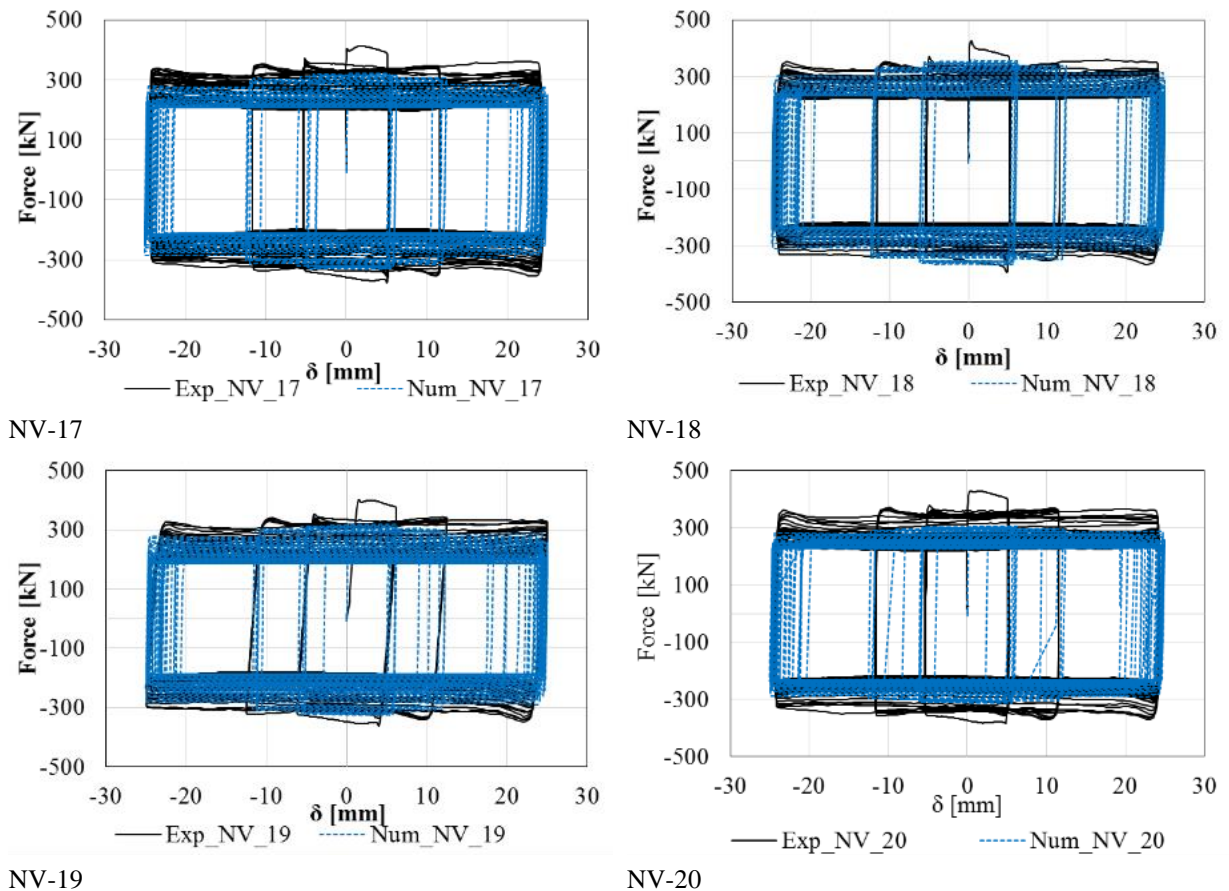 500
300
100
-100
-300
-500
Force [kN]
-30 -20 -10 0 10 20 30
δ [mm]
Exp_NV_17 Num_NV_17
NV-17
500
300
100
-100
-300
-500
Force [kN]
-30 -20 -10 0 10 20 30
δ [mm]
Exp_NV_18 Num_NV_18
NV-18
500
300
100
-100
-300
-500
Force [kN]
-30 -20 -10 0 10 20 30
δ [mm]
Exp_NV_19 Num_NV_19
NV-19
500
300
100
-100
-300
-500
Force [kN]
-30 -20 -10 0 10 20 30
δ [mm]
Exp_NV_20 Num_NV_20
NV-20